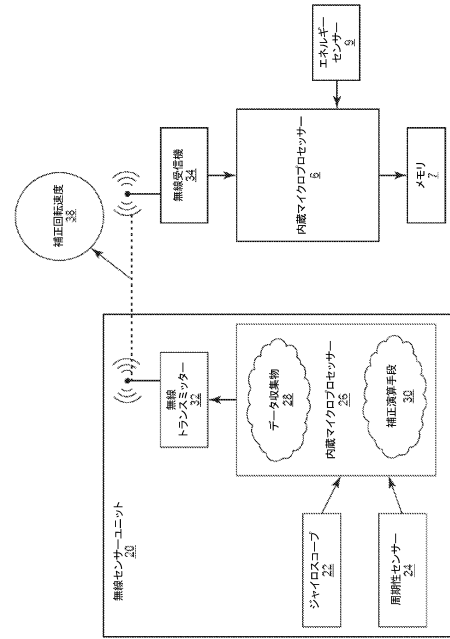 無線センサーユニット
20
ジャイロスコープ
22
周期性センサー
24
データ収集物
28
内蔵マイクロプロセッサー
26
補正演算手段
30
無線
トランスミッター
32
補正回転速度
38
無線受信機
34
内蔵マイクロプロセッサー
6
エネルギー
センサー
9
メモリ
7